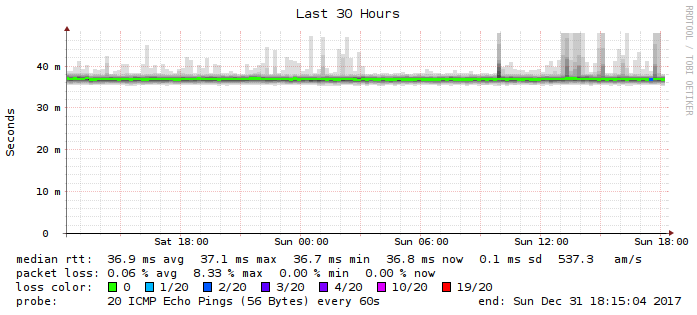 Last 30 Hours
RRDTOOL / TOBI OETIKER
Seconds
40 m
30 m
20 m
10 m
0
Sat 18:00 Sun 00:00 Sun 06:00 Sun 12:00 Sun 18:00
median rtt: 36.9 ms avg 37.1 ms max 36.7 ms min 36.8 ms now 0.1 ms sd 537.3 am/s
packet loss: 0.06 % avg 8.33 % max 0.00 % min 0.00 % now
loss color: 0 1/20 2/20 3/20 4/20 10/20 19/20
probe: 20 ICMP Echo Pings (56 Bytes) every 60s end: Sun Dec 31 18:15:04 2017